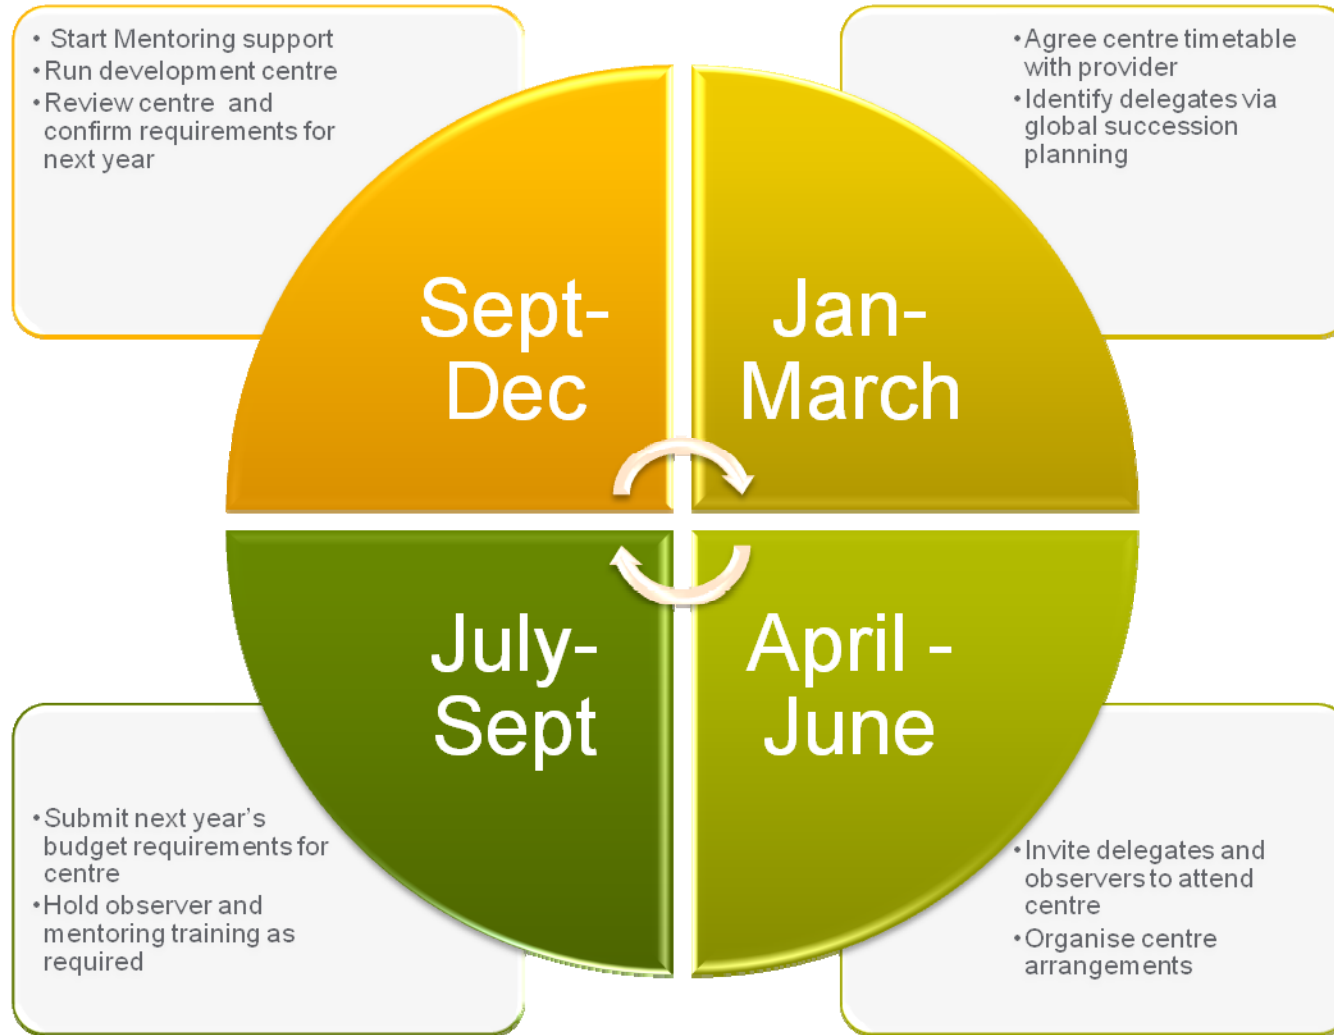 • Start Mentoring support
• Run development centre
• Review centre and
confirm requirements for
next year
• Agree centre timetable
with provider
• Identify delegates via
global succession
planning
Sept-
Dec
Jan-
March
July-
Sept
April -
June
• Submit next year’s
budget requirements for
centre
• Hold observer and
mentoring training as
required
• Invite delegates and
observers to attend
centre
• Organise centre
arrangements